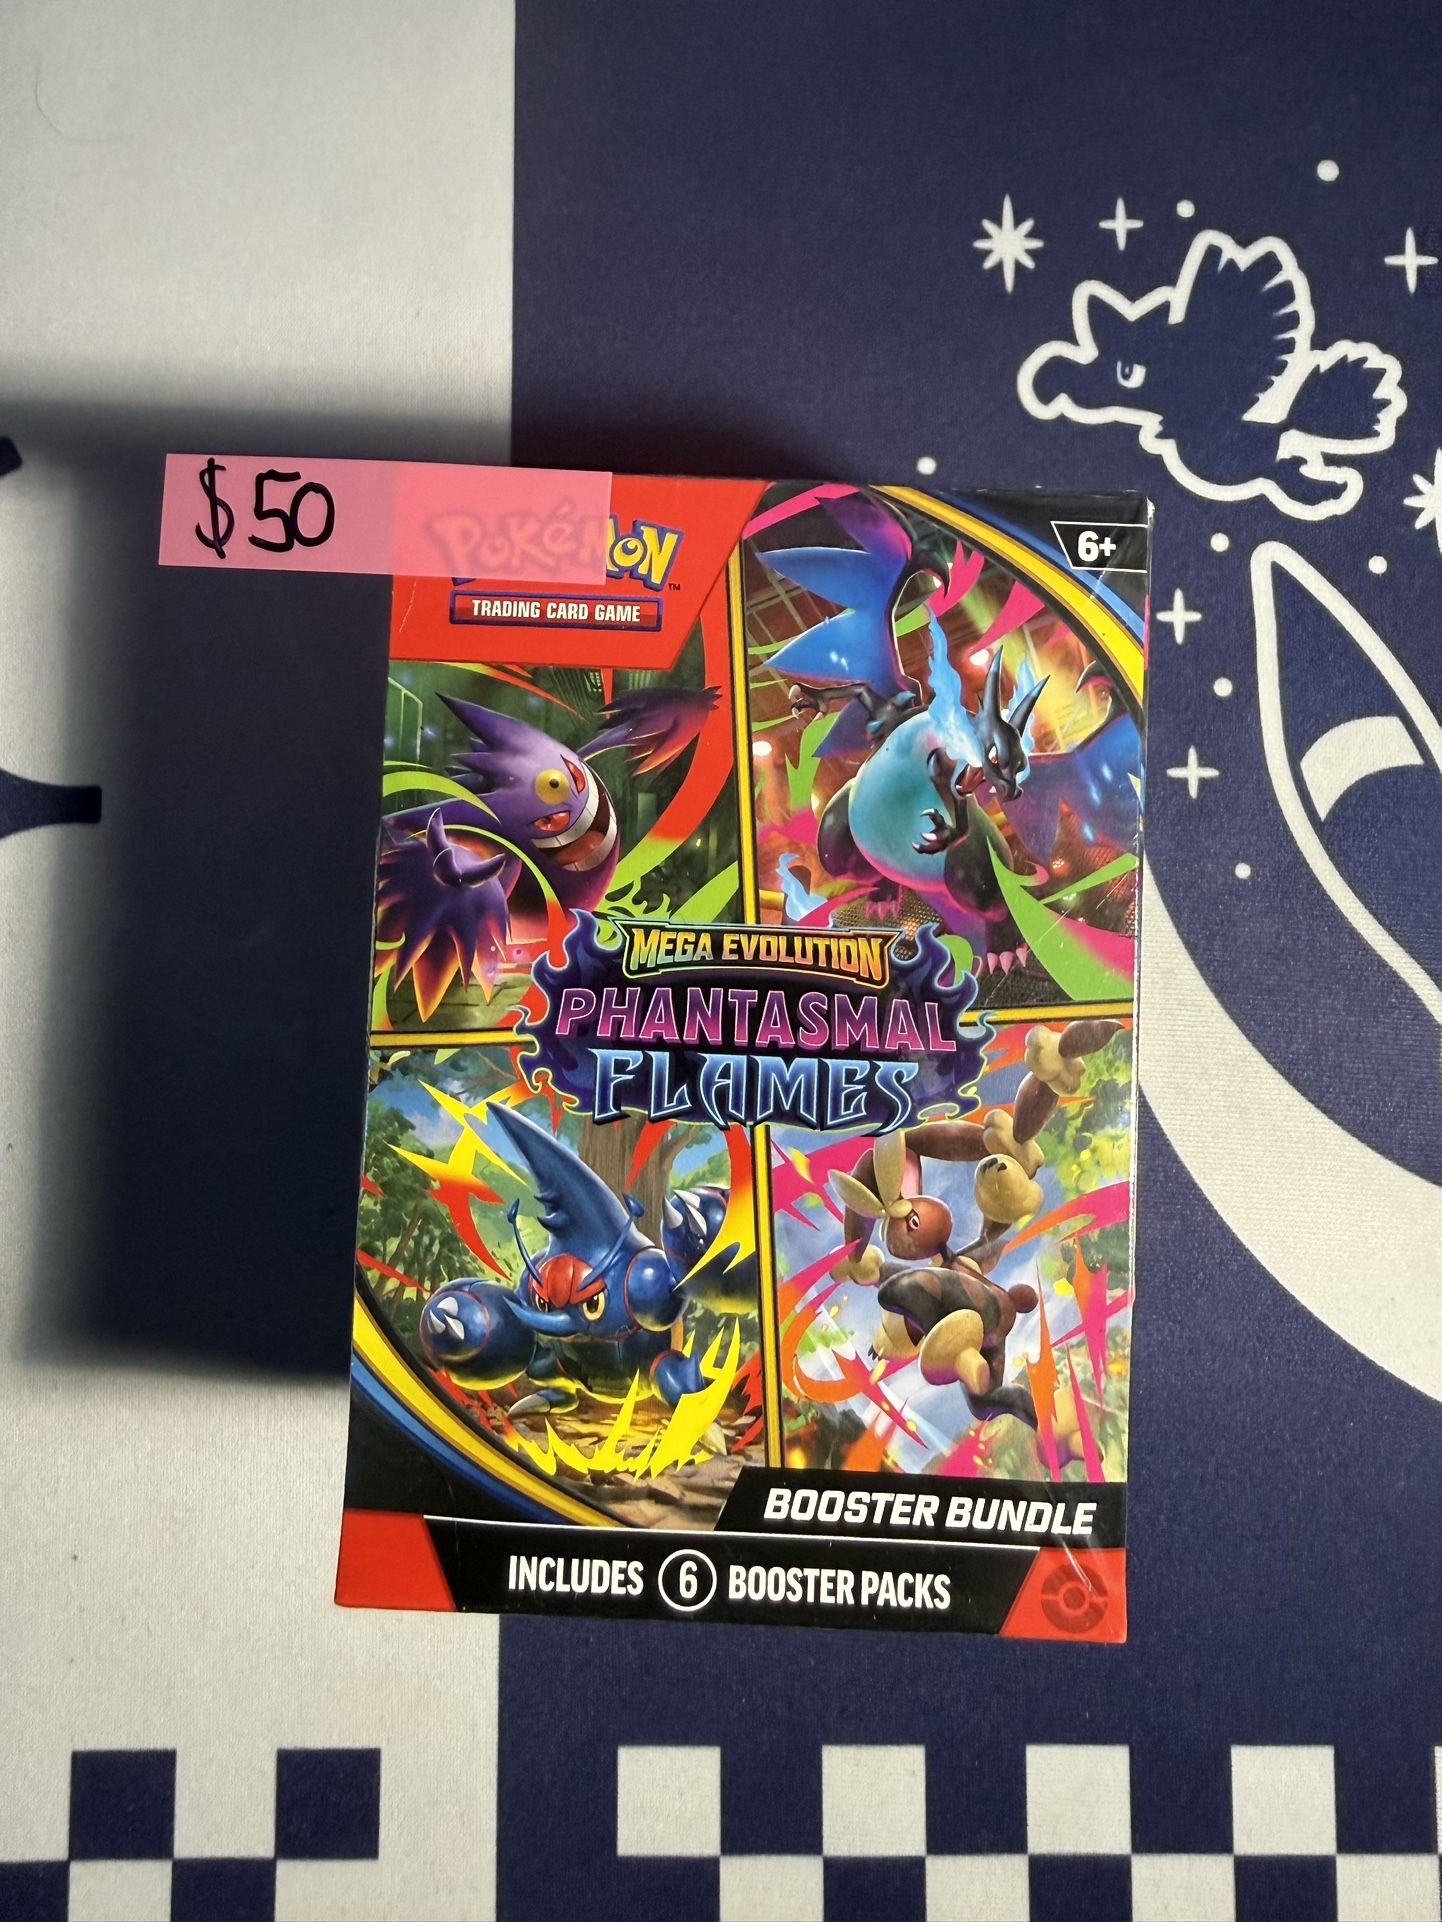 $50
POKÉMON
TRADING CARD GAME
6+
MEGA EVOLUTION
PHANTASMAL
FLAMES
BOOSTER BUNDLE
INCLUDES 6 BOOSTER PACKS